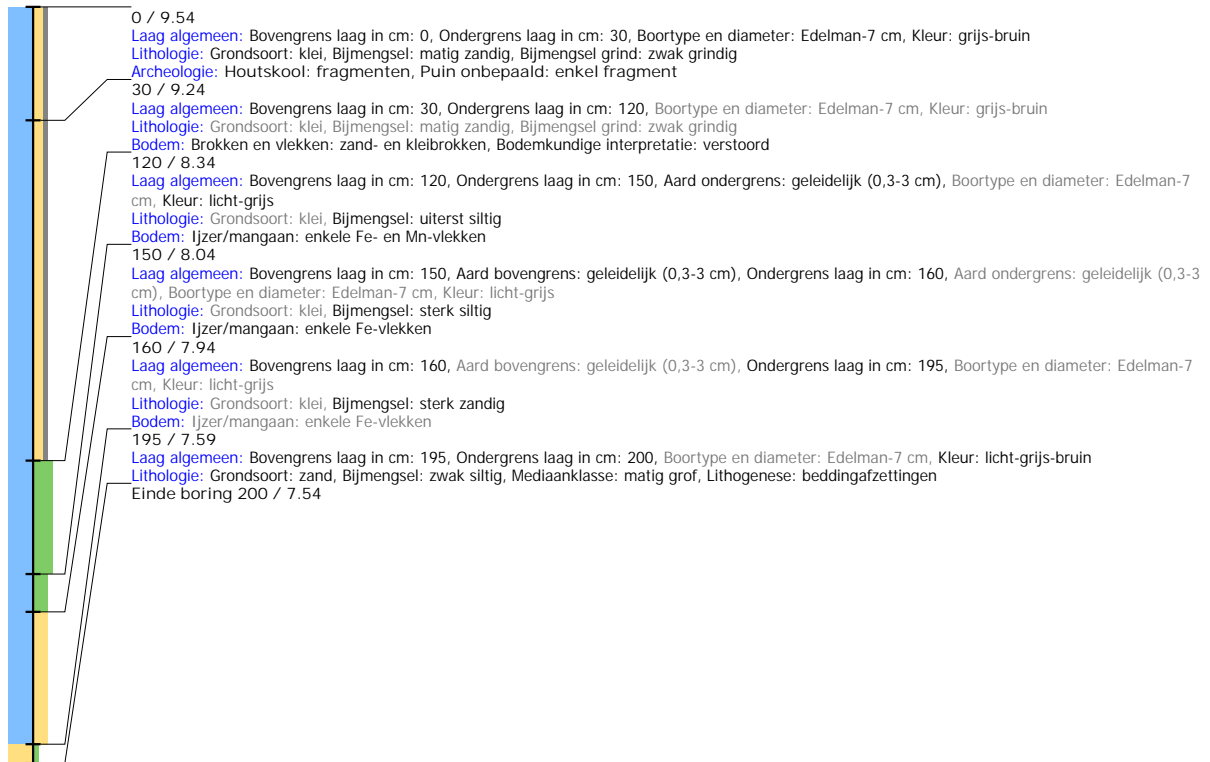 0 / 9.54
Laag algemeen: Bovengrens laag in cm: 0, Ondergrens laag in cm: 30, Boortype en diameter: Edelman-7 cm, Kleur: grijs-bruin
Lithologie: Grondsoort: klei, Bijmengsel: matig zandig, Bijmengsel grind: zwak grindig
Archeologie: Houtskool: fragmenten, Puin onbepaald: enkel fragment
30 / 9.24
Laag algemeen: Bovengrens laag in cm: 30, Ondergrens laag in cm: 120, Boortype en diameter: Edelman-7 cm, Kleur: grijs-bruin
Lithologie: Grondsoort: klei, Bijmengsel: matig zandig, Bijmengsel grind: zwak grindig
Bodem: Brokken en vlekken: zand- en kleibrokken, Bodemkundige interpretatie: verstoord
120 / 8.34
Laag algemeen: Bovengrens laag in cm: 120, Ondergrens laag in cm: 150, Aard ondergrens: geleidelijk (0,3-3 cm), Boortype en diameter: Edelman-7
cm, Kleur: licht-grijs
Lithologie: Grondsoort: klei, Bijmengsel: uiterst siltig
Bodem: Ijzer/mangaan: enkele Fe- en Mn-vlekken
150 / 8.04
Laag algemeen: Bovengrens laag in cm: 150, Aard bovengrens: geleidelijk (0,3-3 cm), Ondergrens laag in cm: 160, Aard ondergrens: geleidelijk (0,3-3
cm), Boortype en diameter: Edelman-7 cm, Kleur: licht-grijs
Lithologie: Grondsoort: klei, Bijmengsel: sterk siltig
Bodem: Ijzer/mangaan: enkele Fe-vlekken
160 / 7.94
Laag algemeen: Bovengrens laag in cm: 160, Aard bovengrens: geleidelijk (0,3-3 cm), Ondergrens laag in cm: 195, Boortype en diameter: Edelman-7
cm, Kleur: licht-grijs
Lithologie: Grondsoort: klei, Bijmengsel: sterk zandig
Bodem: Ijzer/mangaan: enkele Fe-vlekken
195 / 7.59
Laag algemeen: Bovengrens laag in cm: 195, Ondergrens laag in cm: 200, Boortype en diameter: Edelman-7 cm, Kleur: licht-grijs-bruin
Lithologie: Grondsoort: zand, Bijmengsel: zwak siltig, Mediaanklasse: matig grof, Lithogenese: beddingafzettingen
Einde boring 200 / 7.54